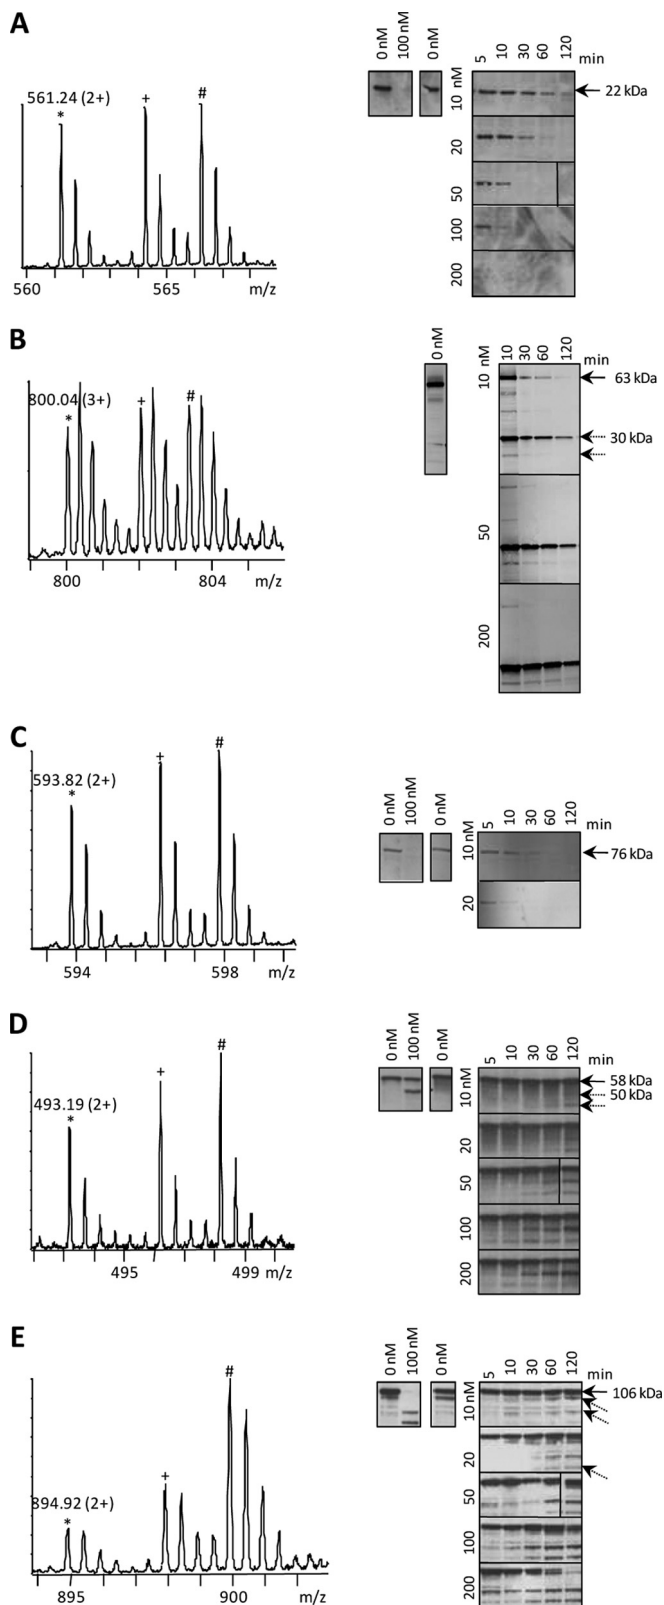 A
561.24 (2+)
*
+
#
560
565
m/z
0 nM
100 nM
0 nM
5
10
30
60
120
min
10 nM
20
50
100
200
22 kDa
B
800.04 (3+)
*
+
#
800
804
m/z
0 nM
10
30
60
120
min
10 nM
50
200
63 kDa
30 kDa
C
593.82 (2+)
*
+
#
594
598
m/z
0 nM
100 nM
0 nM
5
10
30
60
120
min
10 nM
20
76 kDa
D
493.19 (2+)
*
+
#
495
499
m/z
0 nM
100 nM
0 nM
5
10
30
60
120
min
10 nM
20
50
100
200
58 kDa
50 kDa
E
894.92 (2+)
*
+
#
895
900
m/z
0 nM
100 nM
0 nM
5
10
30
60
120
min
10 nM
20
50
100
200
106 kDa